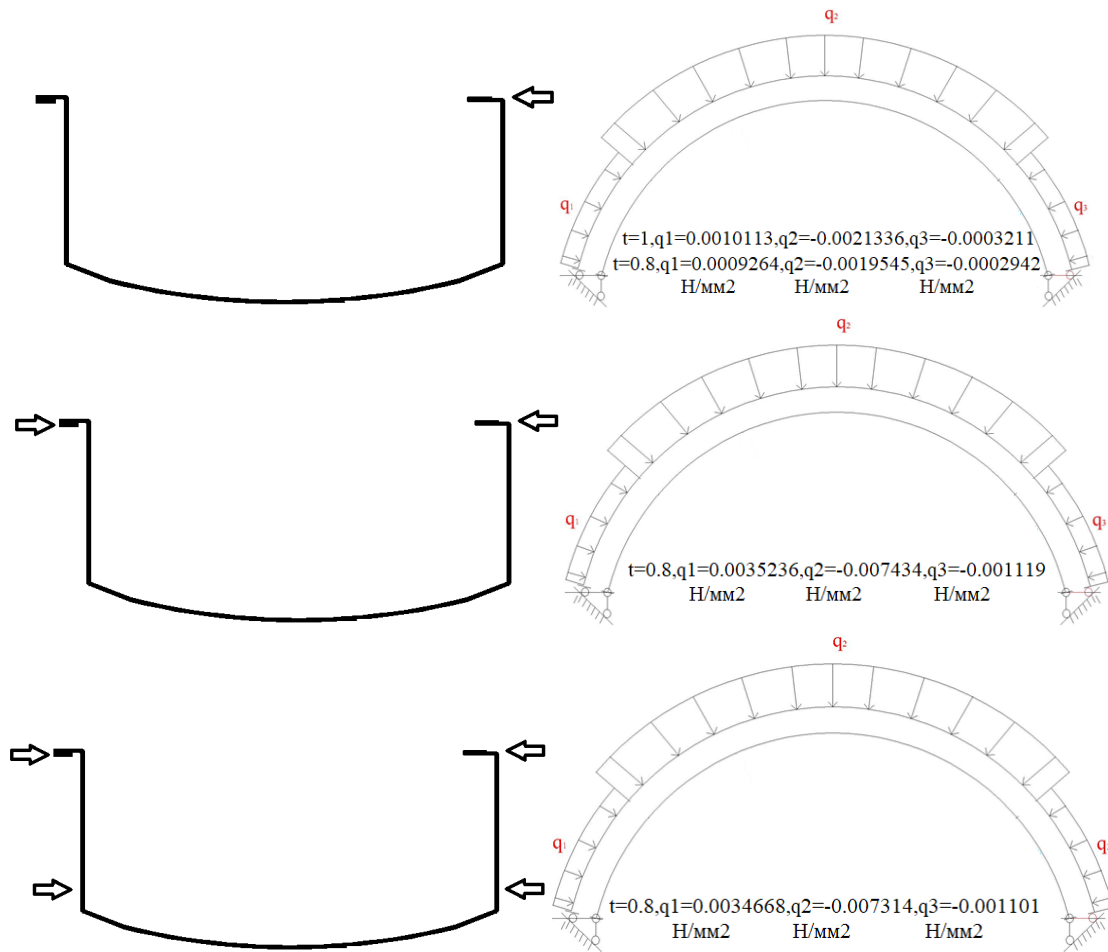 q₂
q₁
q₃
t=1,q1=0.0010113,q2=-0.0021336,q3=-0.0003211
t=0.8,q1=0.0009264,q2=-0.0019545,q3=-0.0002942
Н/мм2 Н/мм2 Н/мм2
q₂
q₁
q₃
t=0.8,q1=0.0035236,q2=-0.007434,q3=-0.001119
Н/мм2 Н/мм2 Н/мм2
q₂
q₁
t=0.8,q1=0.0034668,q2=-0.007314,q3=-0.001101
Н/мм2 Н/мм2 Н/мм2